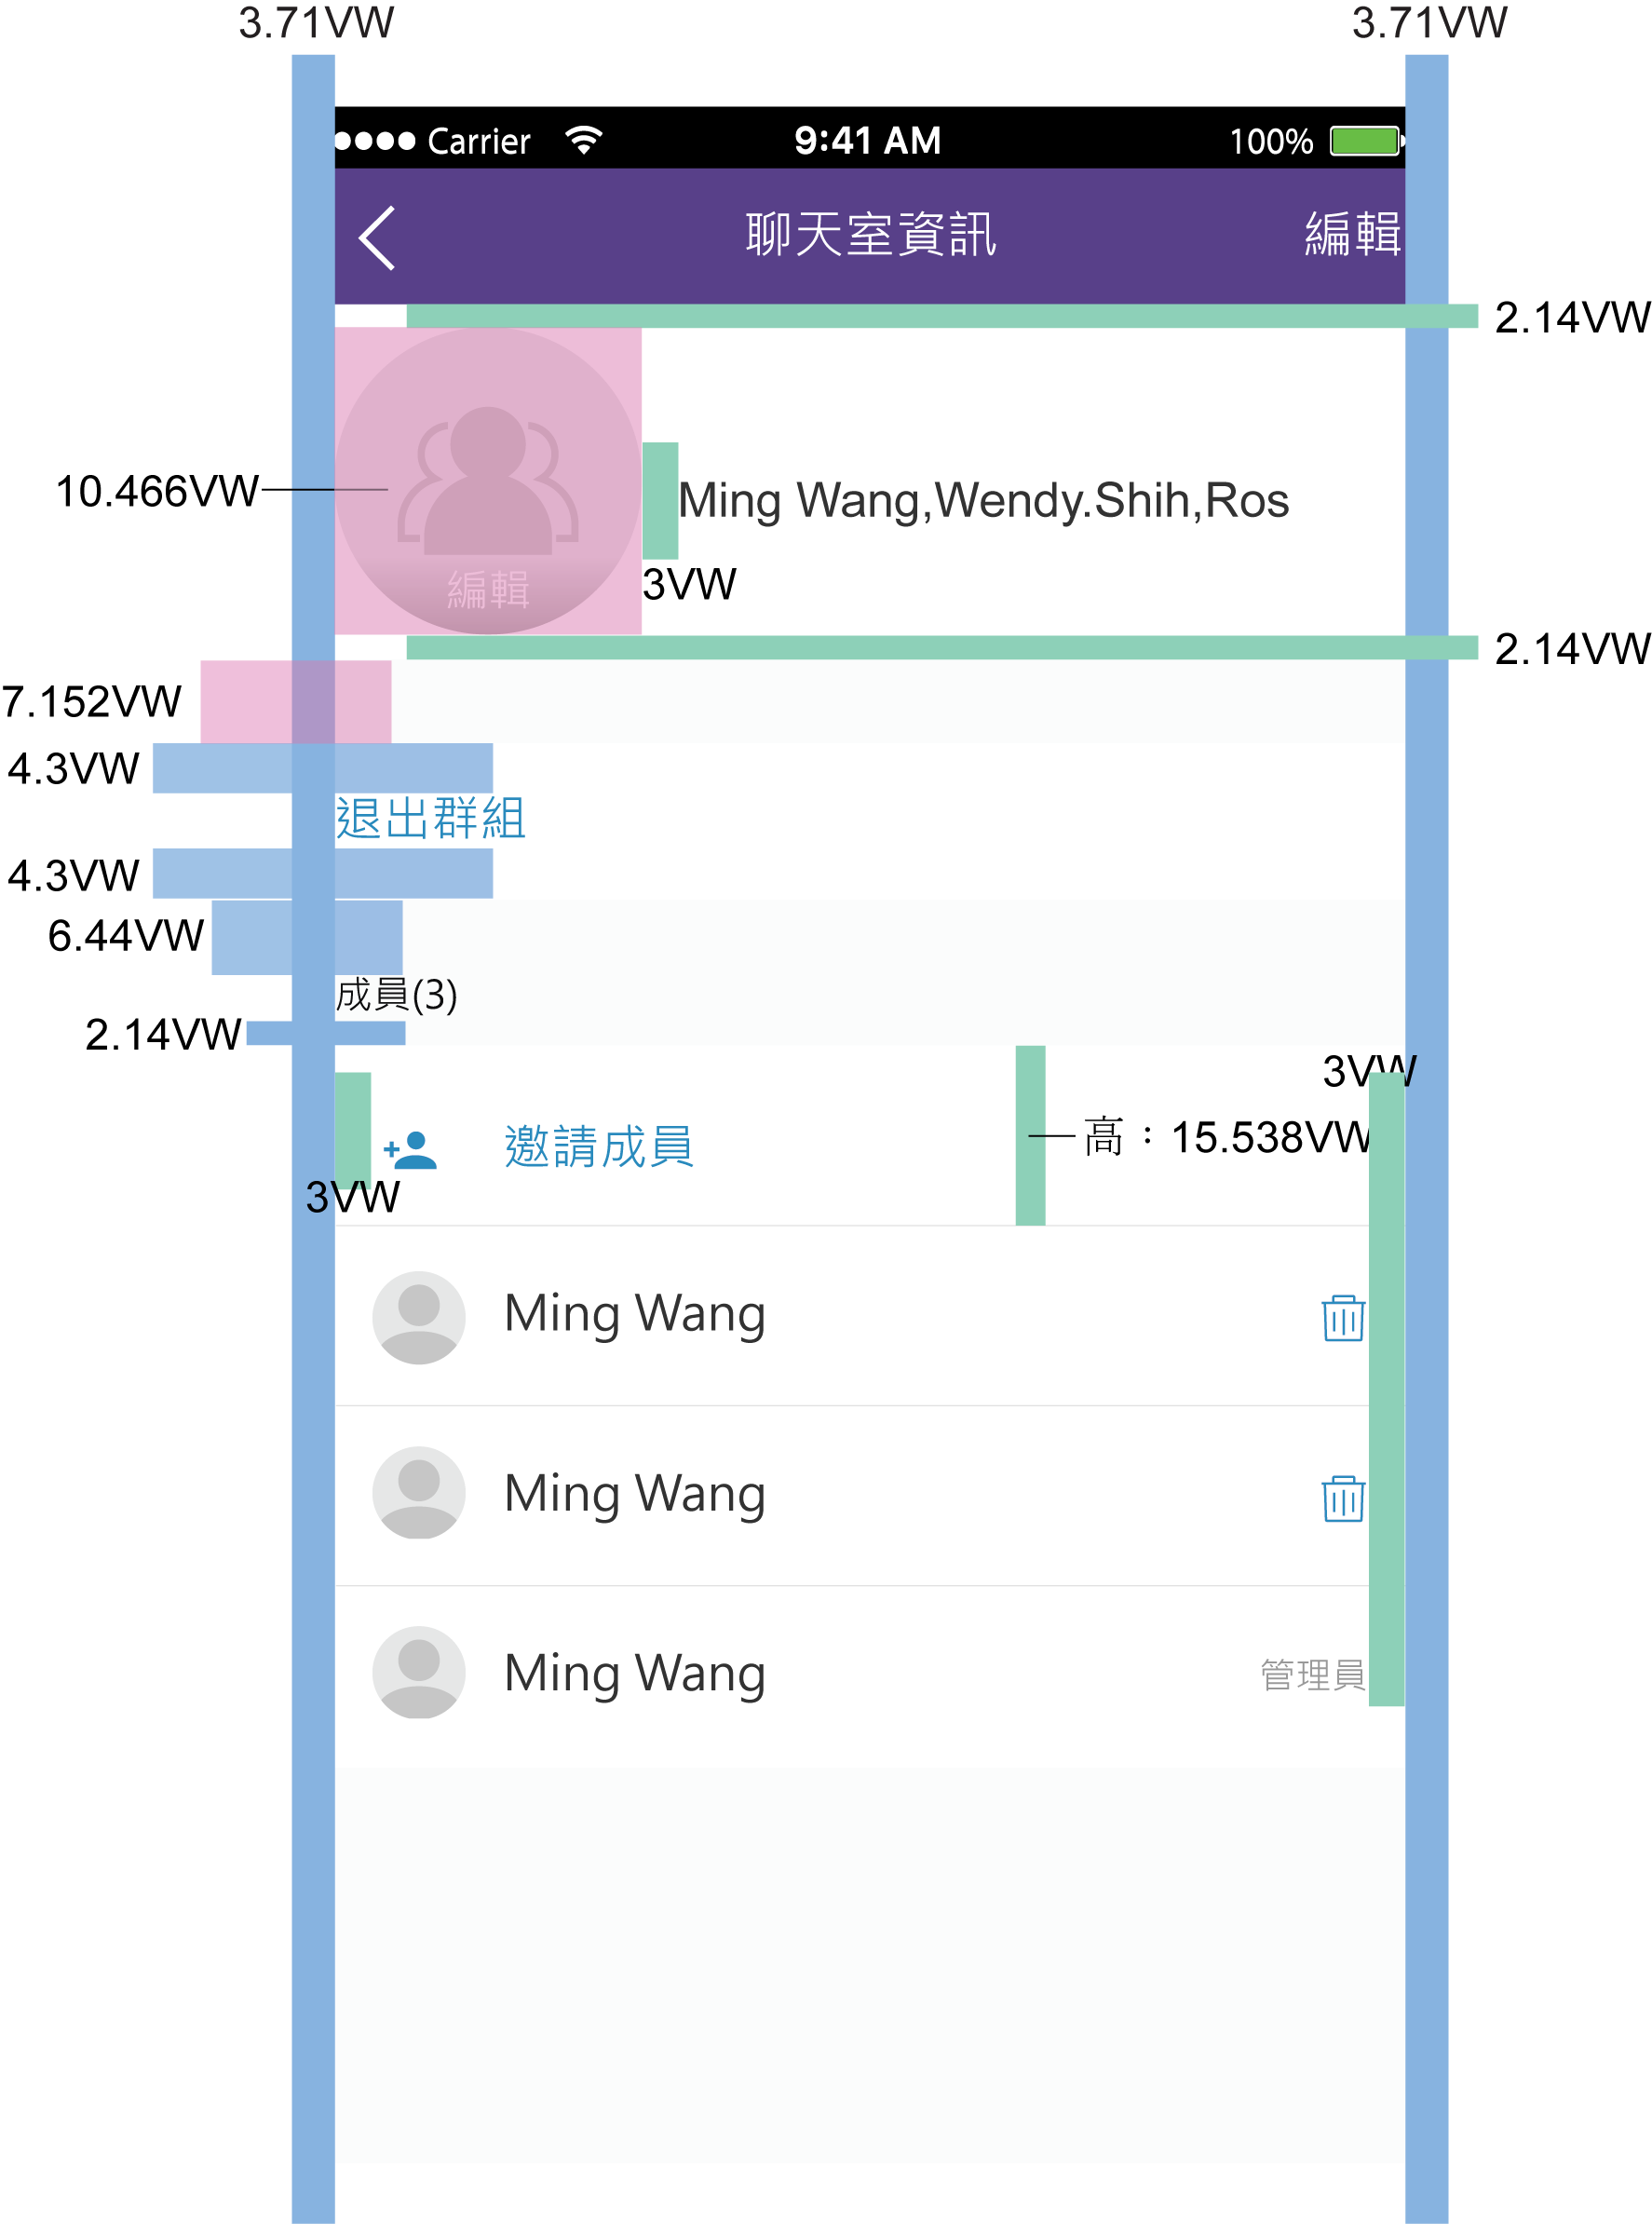 3.71VW 3.71VW
Carrier 9:41 AM 100%
聊天室資訊 編輯
2.14VW
10.466VW Ming Wang,Wendy.Shih,Ros
編輯
3VW
2.14VW
7.152VW
4.3VW
退出群組
4.3VW
6.44VW
成員(3)
2.14VW
3VW
邀請成員 高：15.538VW
3VW
Ming Wang
Ming Wang
Ming Wang 管理員